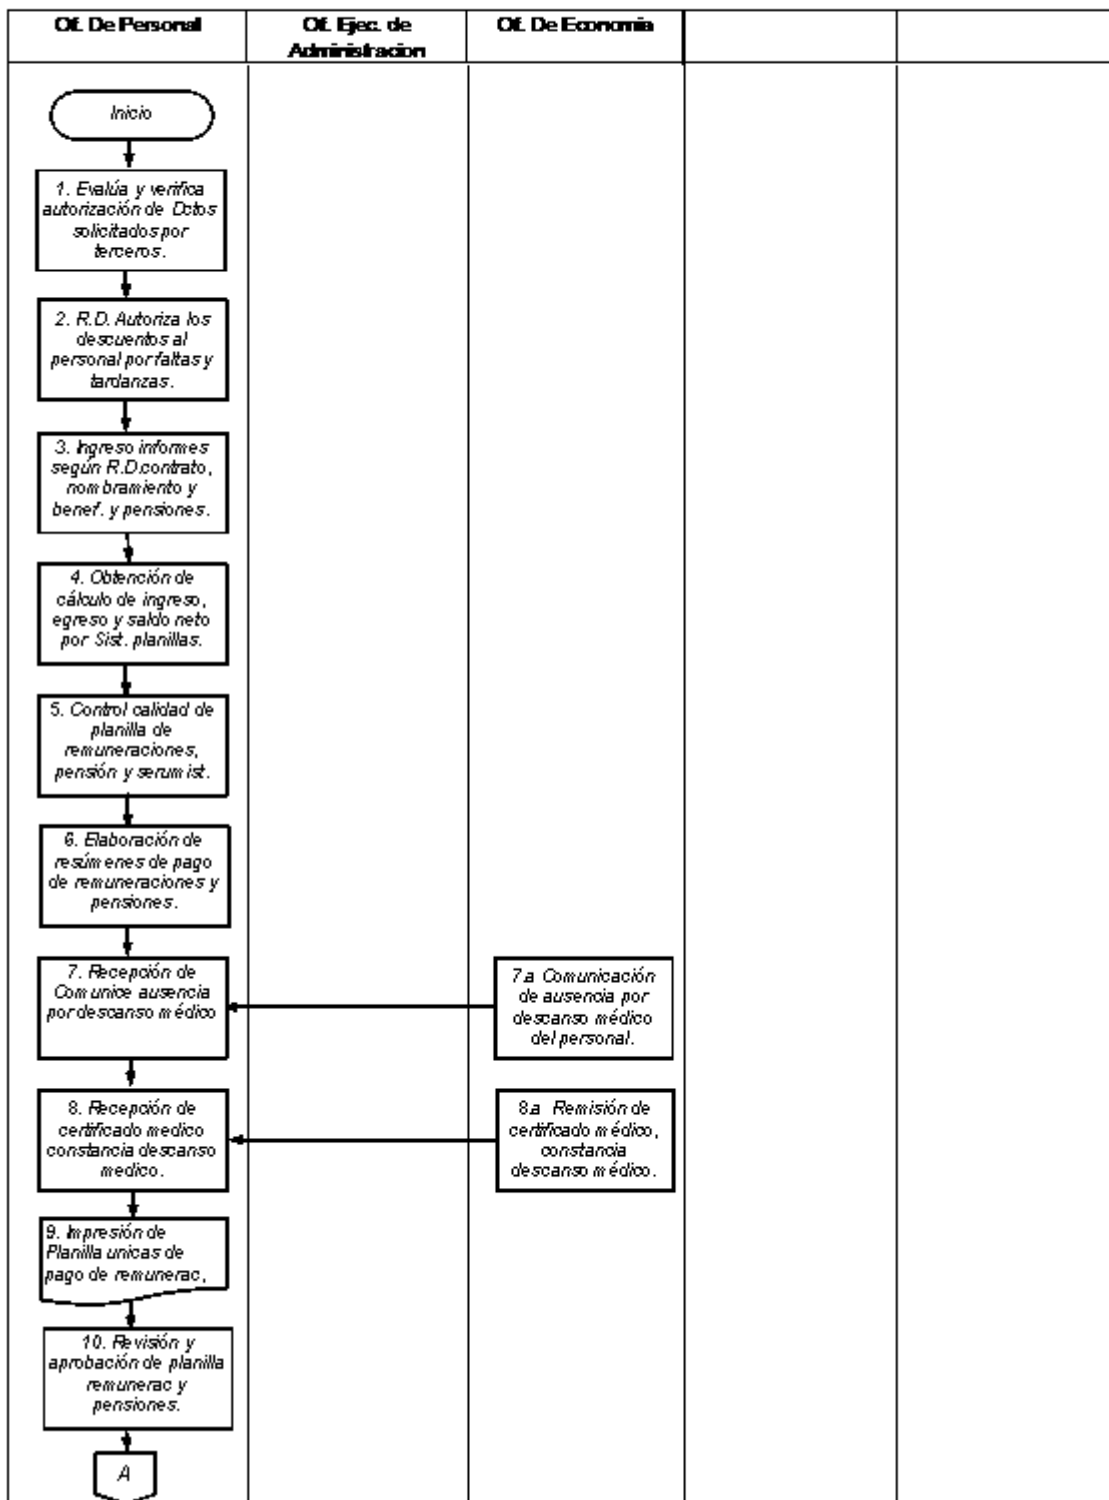 Of. De Personal
Of. Ejec. de
Administracion
Of. De Economia
Inicio
1. Evalúa y verifica
autorización de Dctos
solicitados por
terceros.
2. R.D. Autoriza los
descuentos al
personal por faltas y
tardanzas.
3. Ingreso informes
según R.D.contrato,
nombramiento y
benef. y pensiones.
4. Obtención de
cálculo de ingreso,
egreso y saldo neto
por Sist. planillas.
5. Control calidad de
planilla de
remuneraciones,
pensión y serumist.
6. Elaboración de
resúmenes de pago
de remuneraciones y
pensiones.
7. Recepción de
Comunice ausencia
por descanso médico
7.a Comunicación
de ausencia por
descanso médico
del personal.
8. Recepción de
certificado medico
constancia descanso
medico.
8.a Remisión de
certificado médico,
constancia
descanso médico.
9. Impresión de
Planilla unicas de
pago de remunerac,
10. Revisión y
aprobación de planilla
remunerac y
pensiones.
A